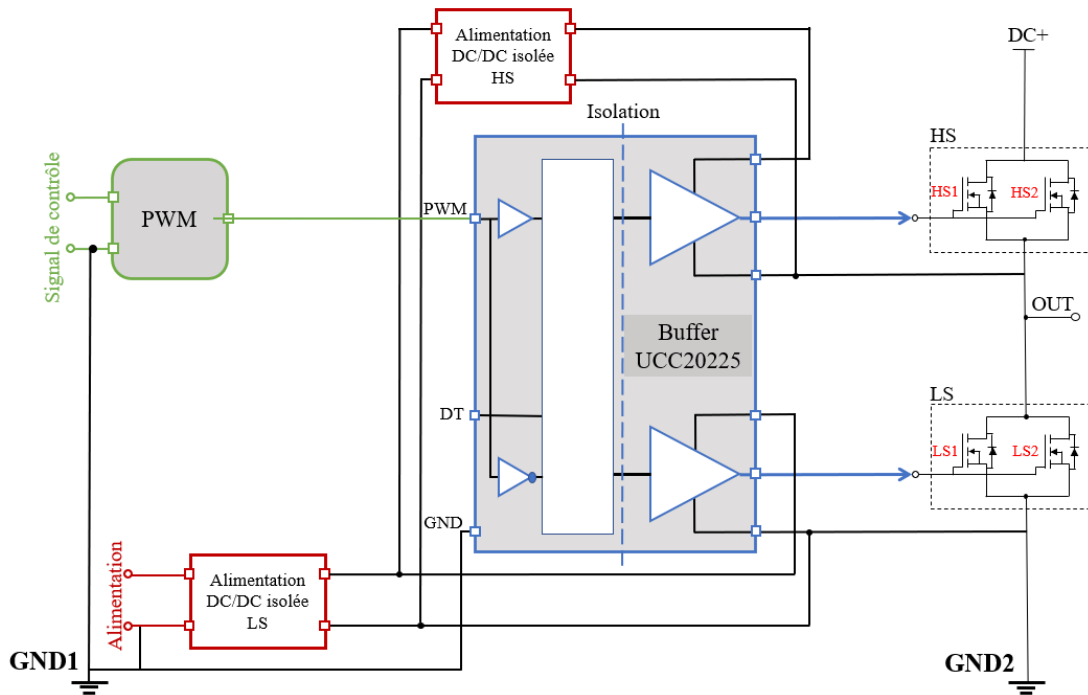 Alimentation
DC/DC isolée
HS
DC+
Isolation
HS
HS1
HS2
Signal de contrôle
PWM
PWM
OUT
Buffer
UCC20225
LS
LS1
LS2
DT
GND
Alimentation
Alimentation
DC/DC isolée
LS
GND1
GND2